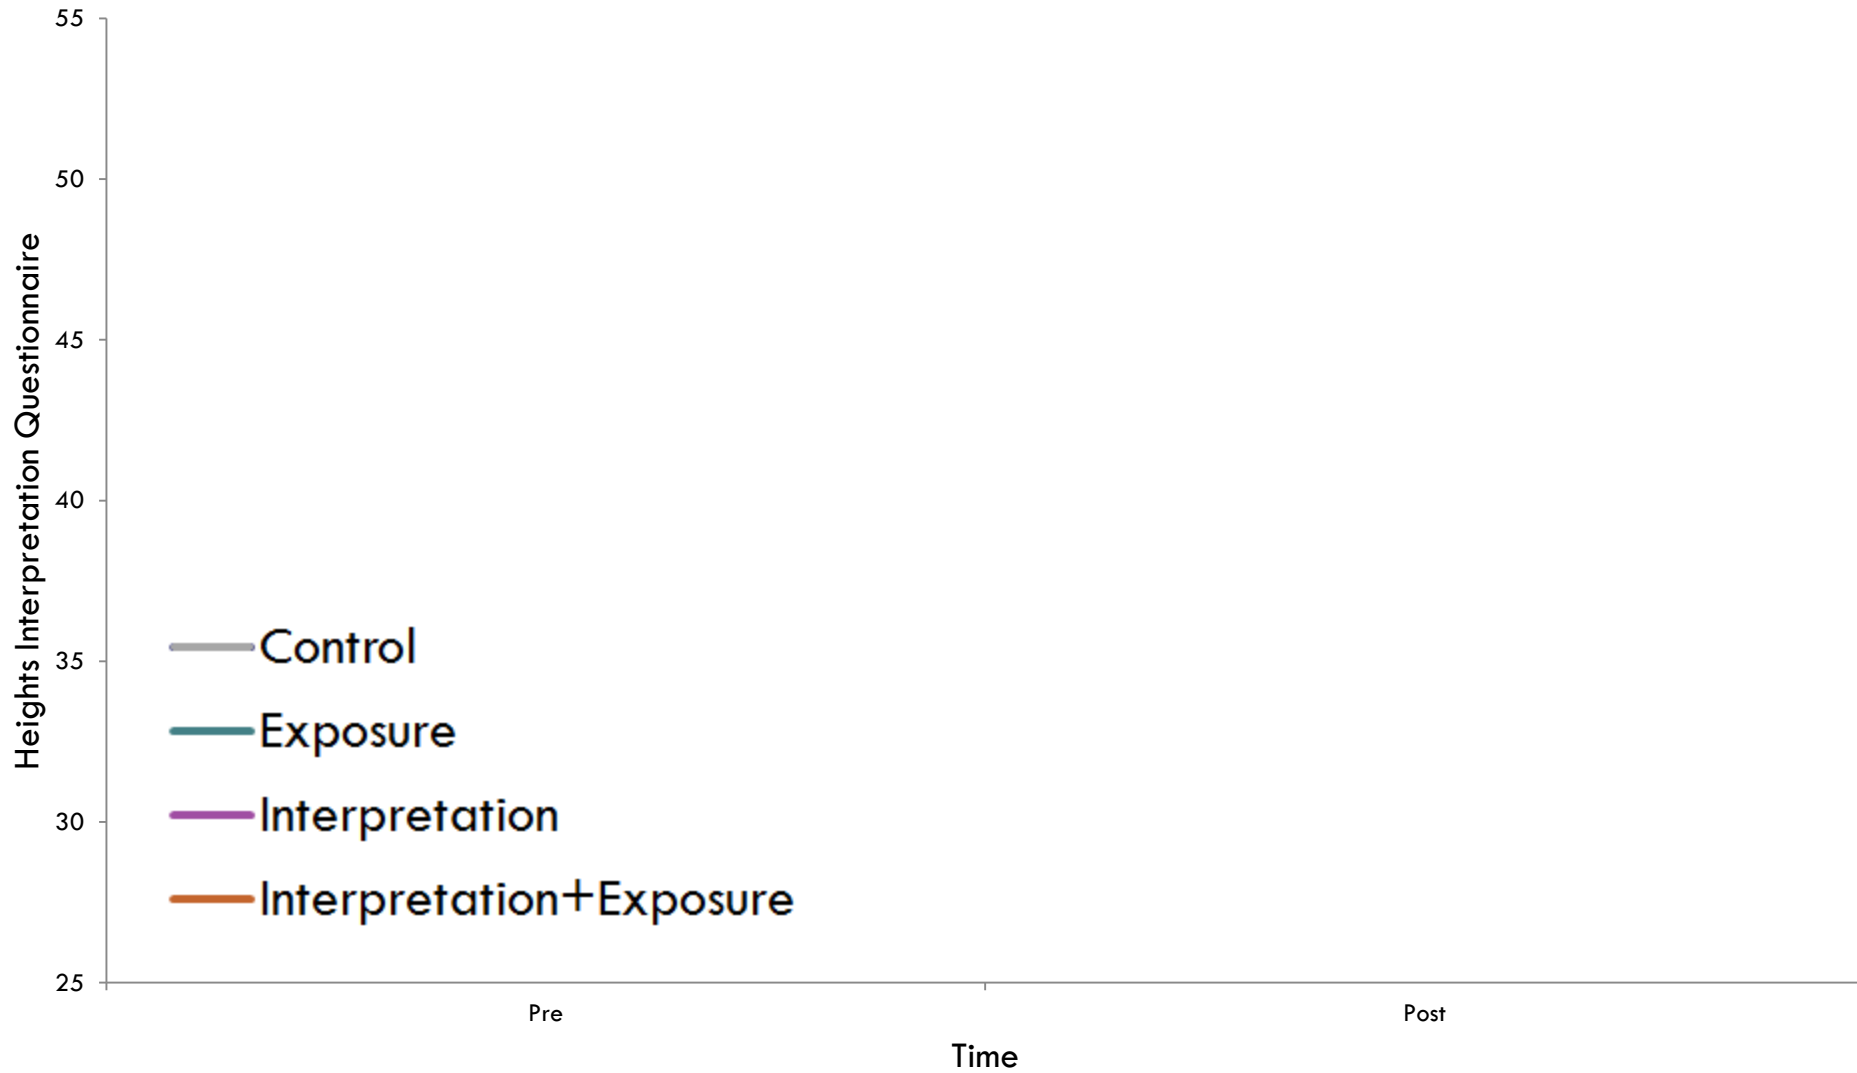 55
50
45
40
35
30
25
Heights Interpretation Questionnaire
Control
Exposure
Interpretation
Interpretation+Exposure
Pre
Post
Time